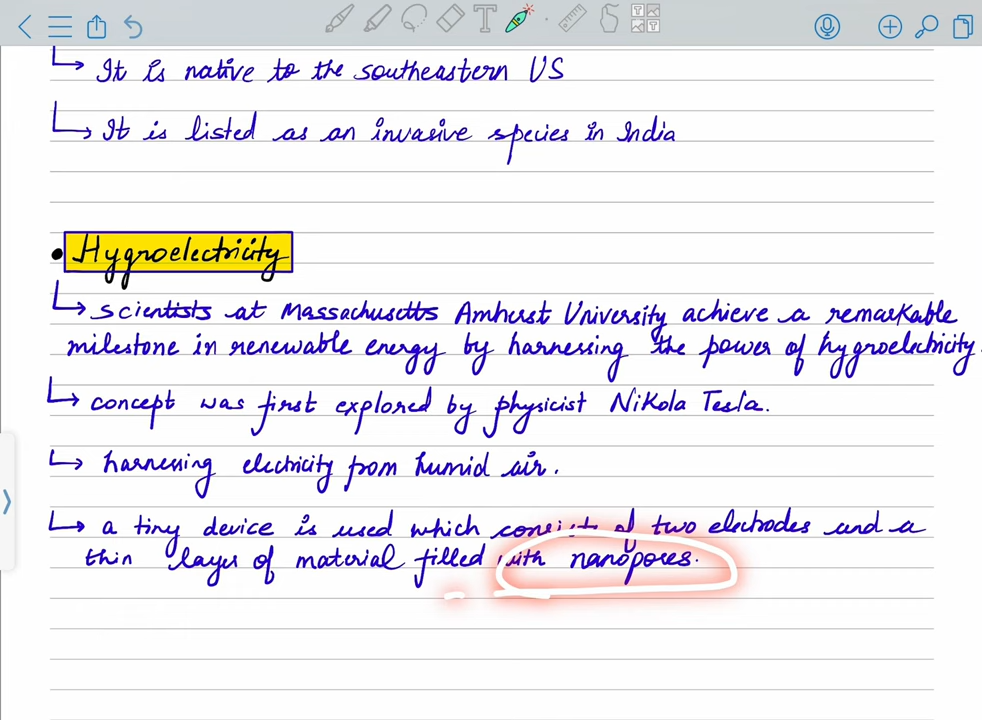 It is native to the southeastern US
It is listed as an invasive species in India
Hygroelectricity
scientists at Massachusetts Amherst University achieve a remarkable
milestone in renewable energy by harnessing the power of hygroelectricity.
concept was first explored by physicist Nikola Tesla.
harnessing electricity from humid air.
a tiny device is used which consists of two electrodes and a
thin layer of material filled with nanopores.